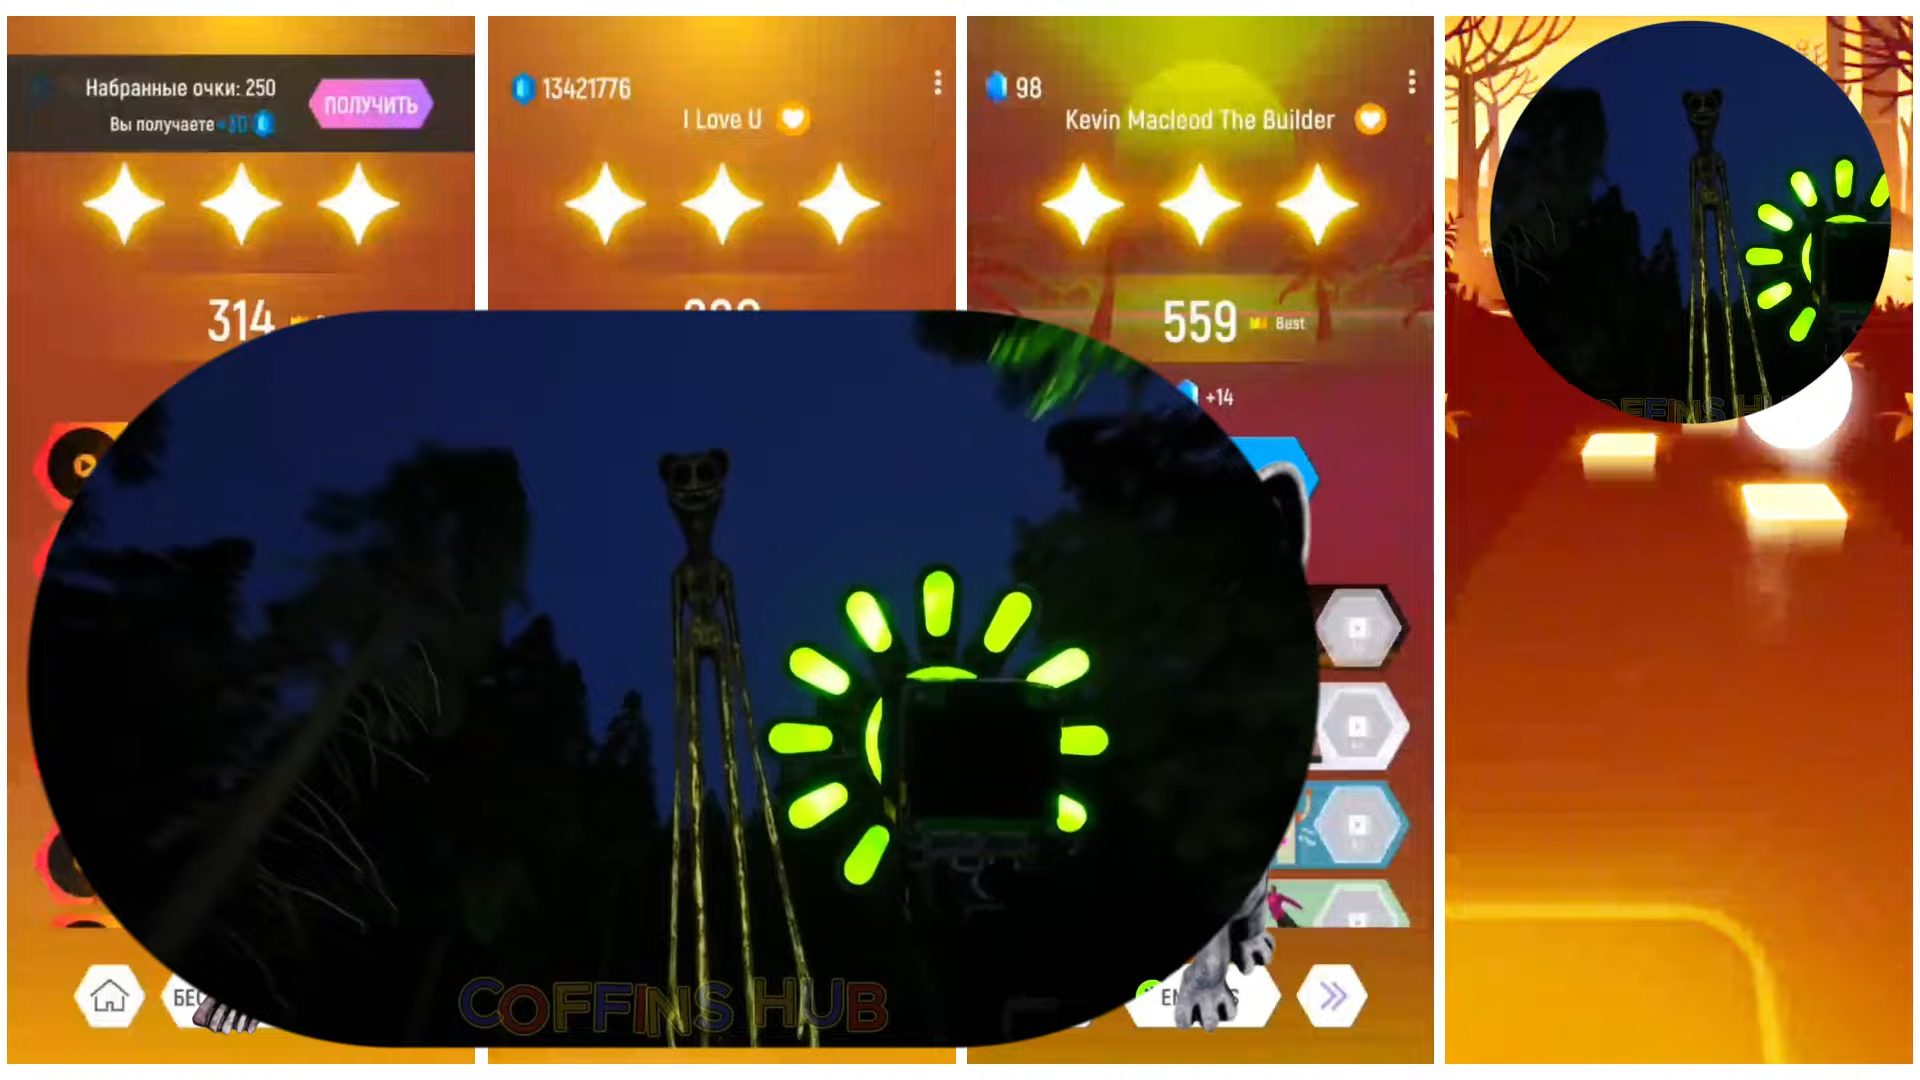 Набранные очки: 250
Вы получаете +30
ПОЛУЧИТЬ
314
13421776
I Love U
98
Kevin Macleod The Builder
559
Best
+14
COFFINS HUB